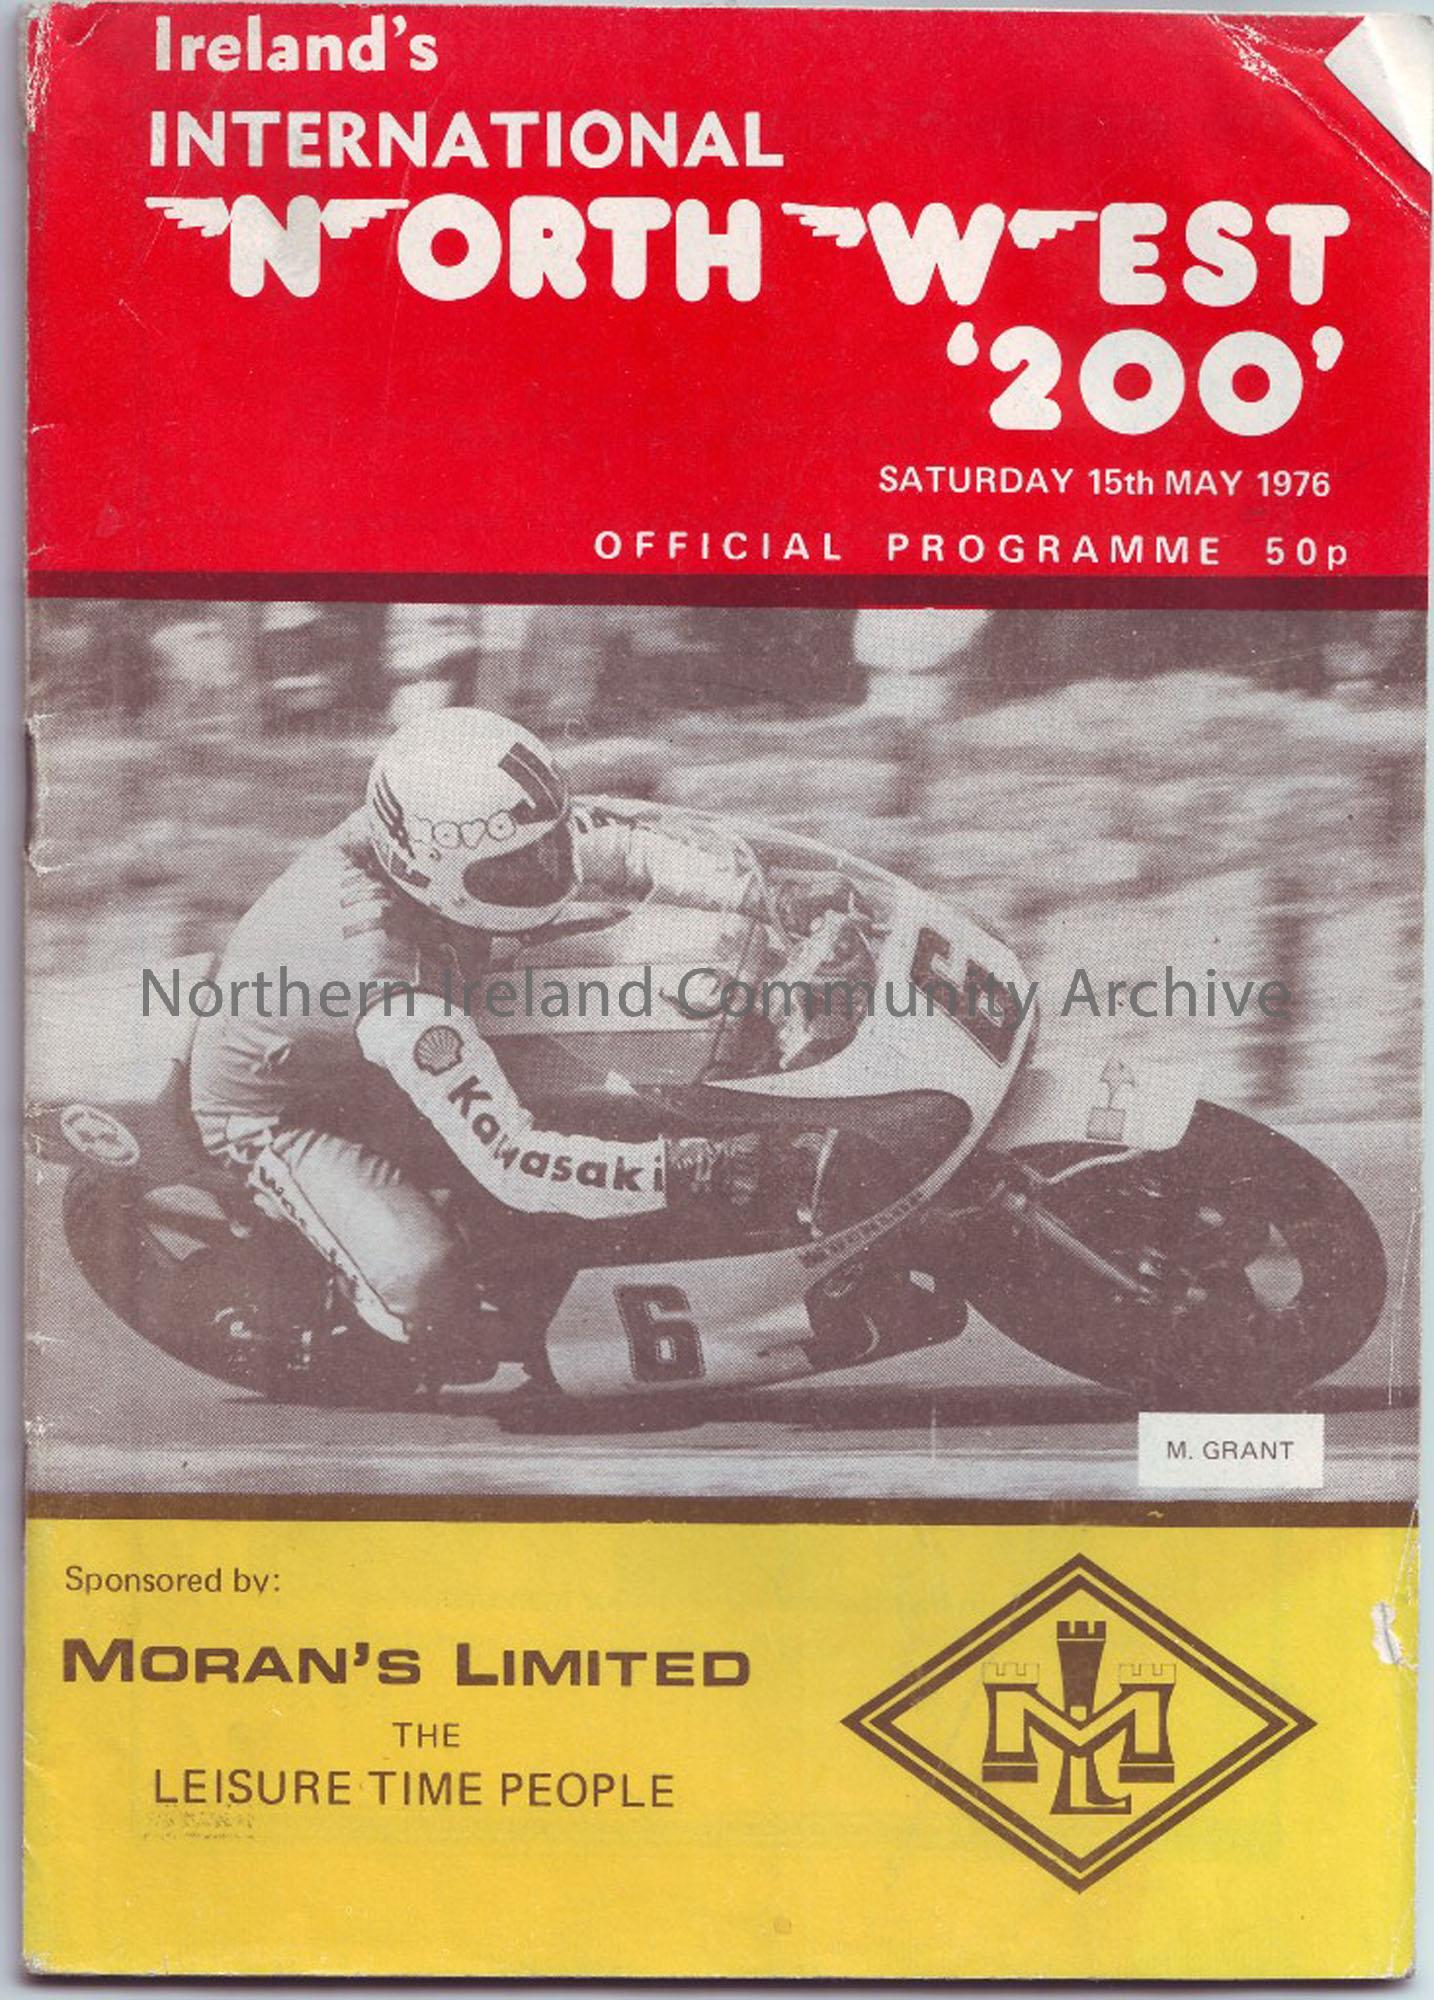 Ireland's
INTERNATIONAL
NORTH WEST
'200'
SATURDAY 15th MAY 1976
OFFICIAL PROGRAMME 50p
Northern Ireland Community Archive
Kawasaki
6
M. GRANT
Sponsored by:
MORAN'S LIMITED
THE
LEISURE TIME PEOPLE
ML